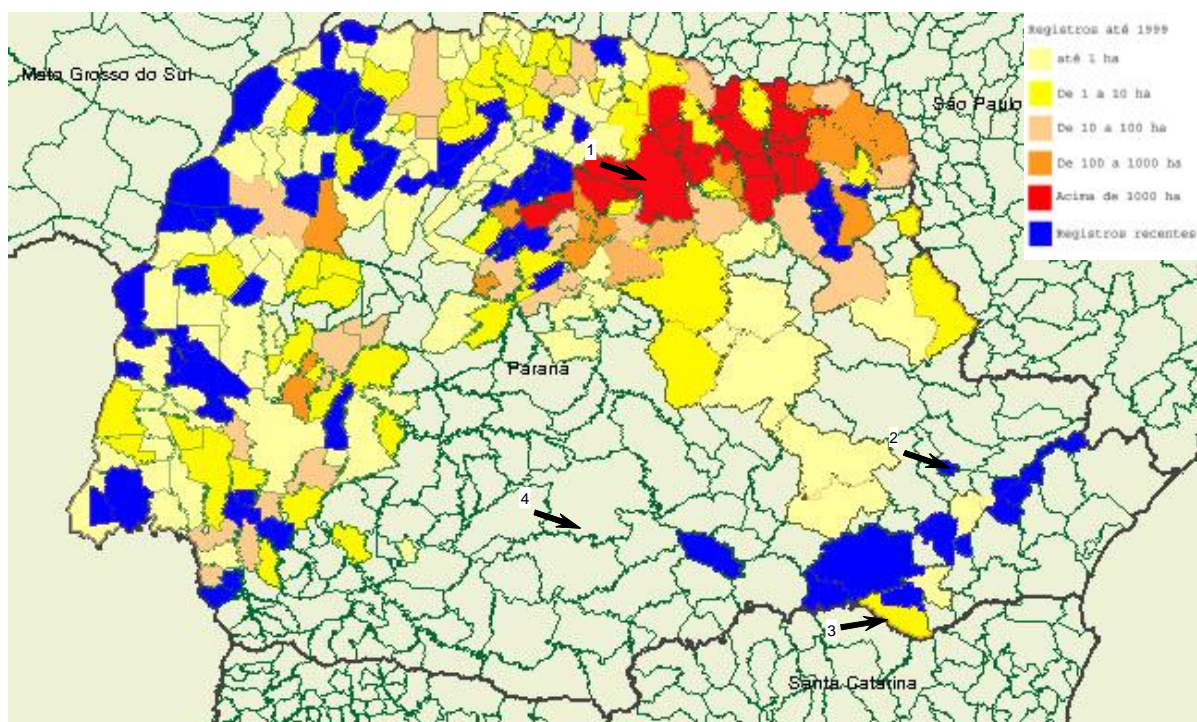 Mato Grosso do Sul
São Paulo
Registros até 1999
até 1 ha
De 1 a 10 ha
De 10 a 100 ha
De 100 a 1000 ha
Acima de 1000 ha
Registros recentes
1
Paraná
2
4
3
Santa Catarina